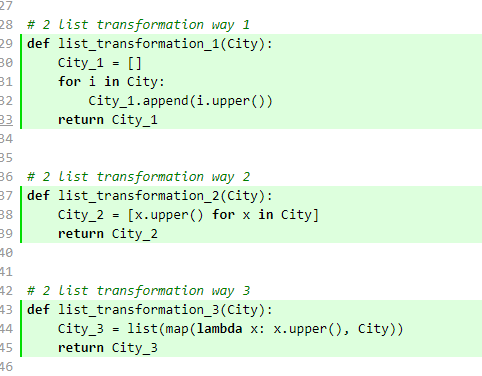 27
28 # 2 list transformation way 1
29 def list_transformation_1(City):
30     City_1 = []
31     for i in City:
32         City_1.append(i.upper())
33     return City_1
34
35
36 # 2 list transformation way 2
37 def list_transformation_2(City):
38     City_2 = [x.upper() for x in City]
39     return City_2
40
41
42 # 2 list transformation way 3
43 def list_transformation_3(City):
44     City_3 = list(map(lambda x: x.upper(), City))
45     return City_3
46